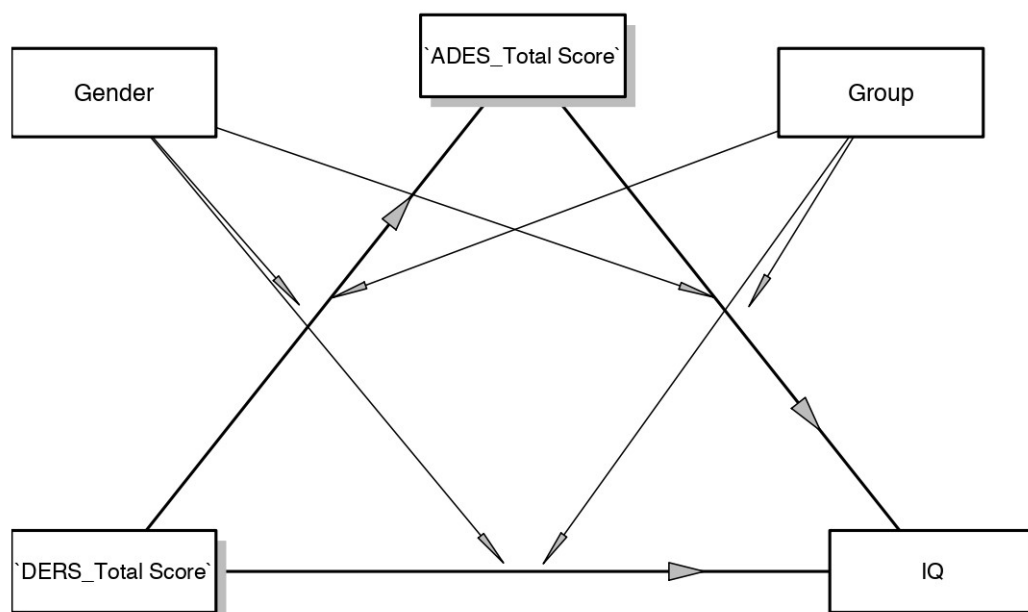 `ADES_Total Score`
Gender
Group
`DERS_Total Score`
IQ